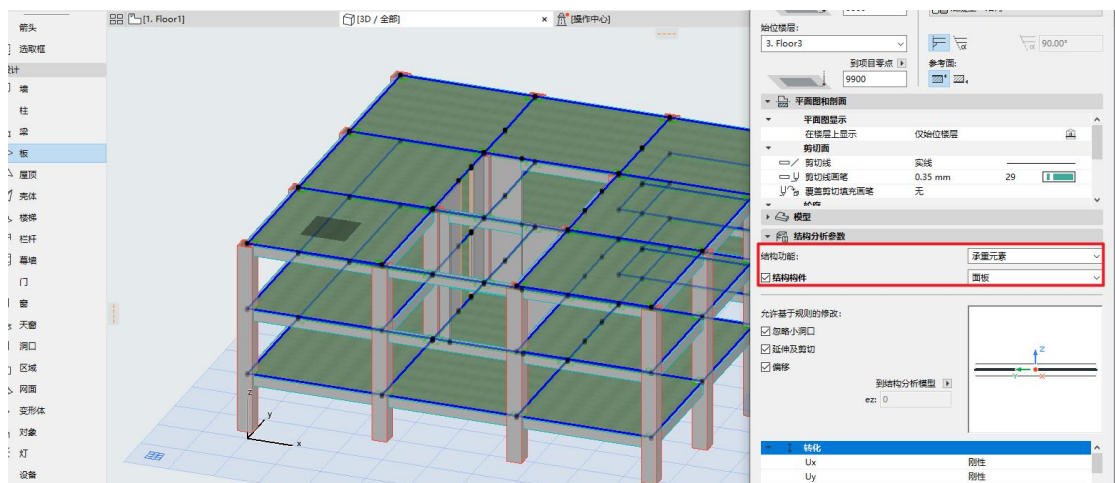 箭头
选取框
墙
柱
梁
板
屋顶
壳体
楼梯
栏杆
幕墙
门
窗
天窗
洞口
区域
网面
变形体
对象
灯
设备
[1. Floor1]
[3D / 全部]
×
[操作中心]
z
y
x
始位楼层:
3. Floor3
到项目零点
9900
α
α 90.00°
参考面:
平面图和剖面
平面图显示
在楼层上显示 仅始位楼层
剪切面
剪切线 实线
剪切线画笔 0.35 mm 29
覆盖剪切填充画笔 无
模型
结构分析参数
结构功能: 承重元素
结构构件 面板
允许基于规则的修改:
忽略小洞口
延伸及剪切
偏移
到结构分析模型
ez: 0
Z
Y X
转化
Ux 刚性
Uy 刚性